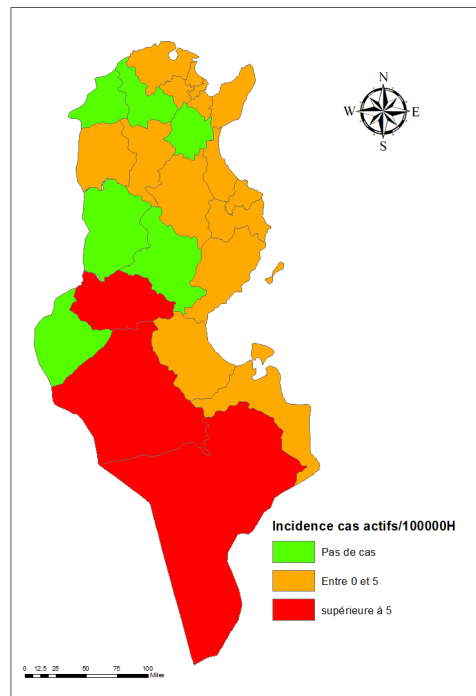 N
W E
S
Incidence cas actifs/100000H
Pas de cas
Entre 0 et 5
supérieure à 5
0 12,5 25 50 75 100
Miles